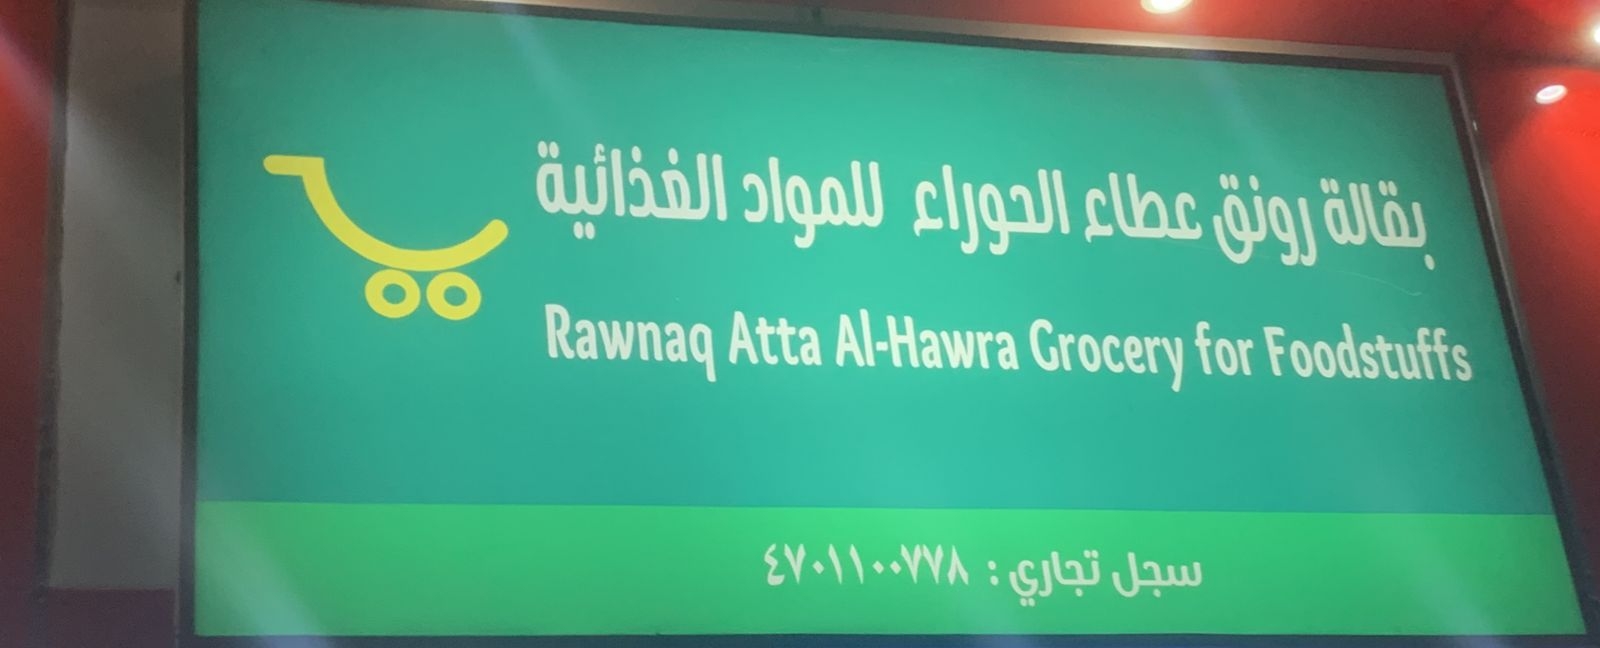 بقالة رونق عطاء الحوراء للمواد الغذائية
Rawnaq Atta Al-Hawra Grocery for Foodstuffs
سجل تجاري : ٤٧٠١١٠٠٧٧٨